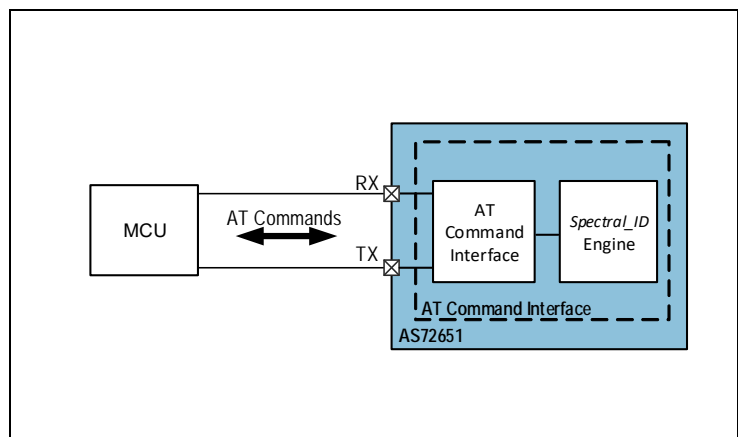 RX
MCU
AT Commands
TX
AT
Command
Interface
Spectral_ID
Engine
AT Command Interface
AS72651